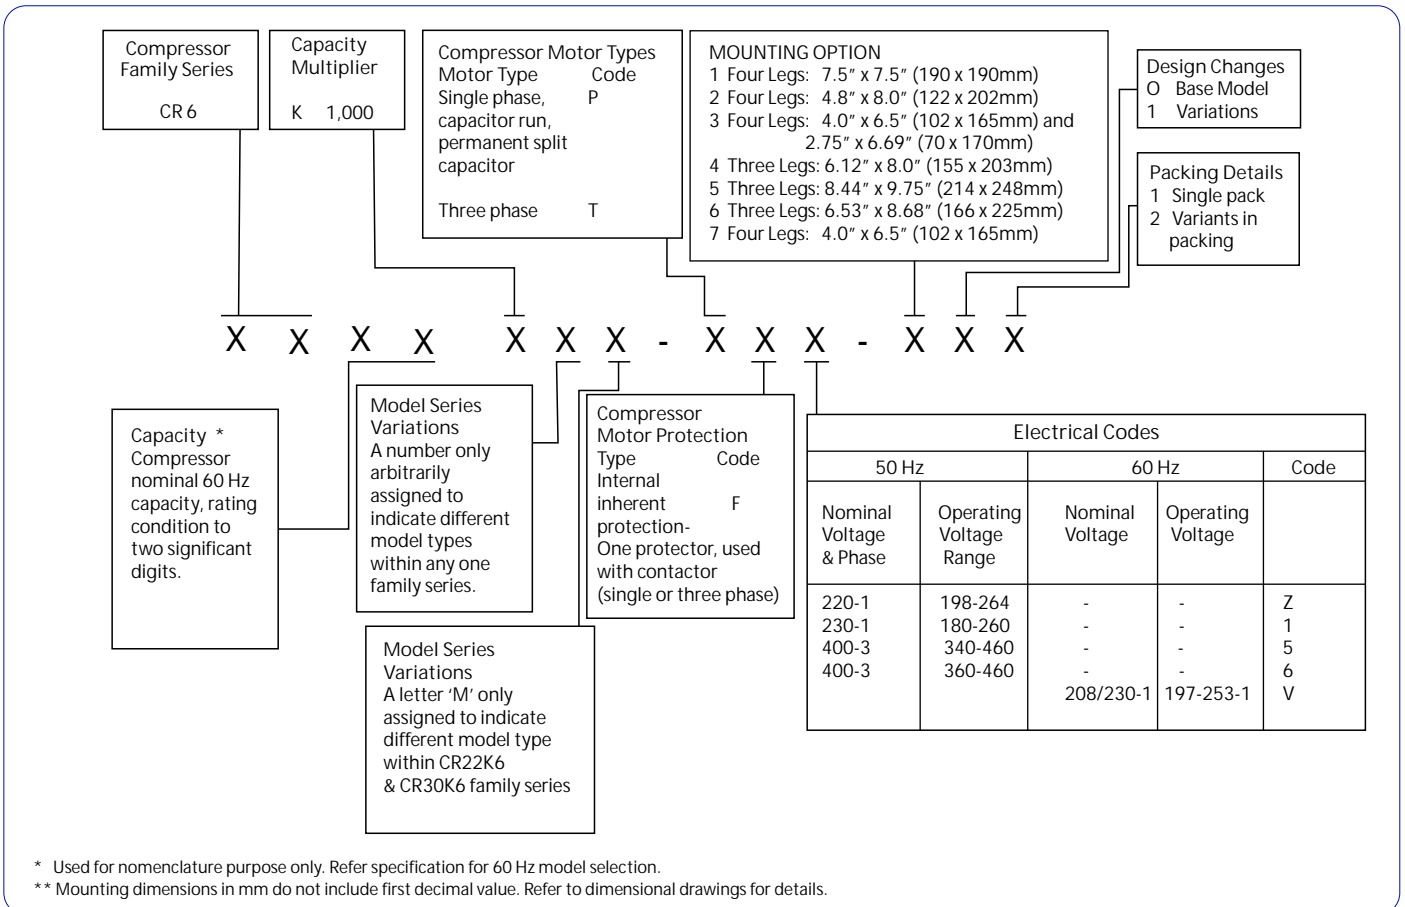 Compressor
Family Series
CR 6
Capacity
Multiplier
K 1,000
Compressor Motor Types
Motor Type Code
Single phase, P
capacitor run,
permanent split
capacitor
Three phase T
MOUNTING OPTION
1 Four Legs: 7.5” x 7.5” (190 x 190mm)
2 Four Legs: 4.8” x 8.0” (122 x 202mm)
3 Four Legs: 4.0” x 6.5” (102 x 165mm) and
2.75” x 6.69” (70 x 170mm)
4 Three Legs: 6.12” x 8.0” (155 x 203mm)
5 Three Legs: 8.44” x 9.75” (214 x 248mm)
6 Three Legs: 6.53” x 8.68” (166 x 225mm)
7 Four Legs: 4.0” x 6.5” (102 x 165mm)
Design Changes
O Base Model
1 Variations
Packing Details
1 Single pack
2 Variants in
packing
X X X X X X X - X X X - X X X
Capacity *
Compressor
nominal 60 Hz
capacity, rating
condition to
two significant
digits.
Model Series
Variations
A number only
arbitrarily
assigned to
indicate different
model types
within any one
family series.
Model Series
Variations
A letter ‘M’ only
assigned to indicate
different model type
within CR22K6
& CR30K6 family series
Compressor
Motor Protection
Type Code
Internal
inherent F
protection-
One protector, used
with contactor
(single or three phase)
Electrical Codes
50 Hz 60 Hz Code
Nominal Operating Nominal Operating
Voltage Voltage Voltage Voltage
& Phase Range
220-1 198-264 - - Z
230-1 180-260 - - 1
400-3 340-460 - - 5
400-3 360-460 - - 6
208/230-1 197-253-1 V
* Used for nomenclature purpose only. Refer specification for 60 Hz model selection.
** Mounting dimensions in mm do not include first decimal value. Refer to dimensional drawings for details.